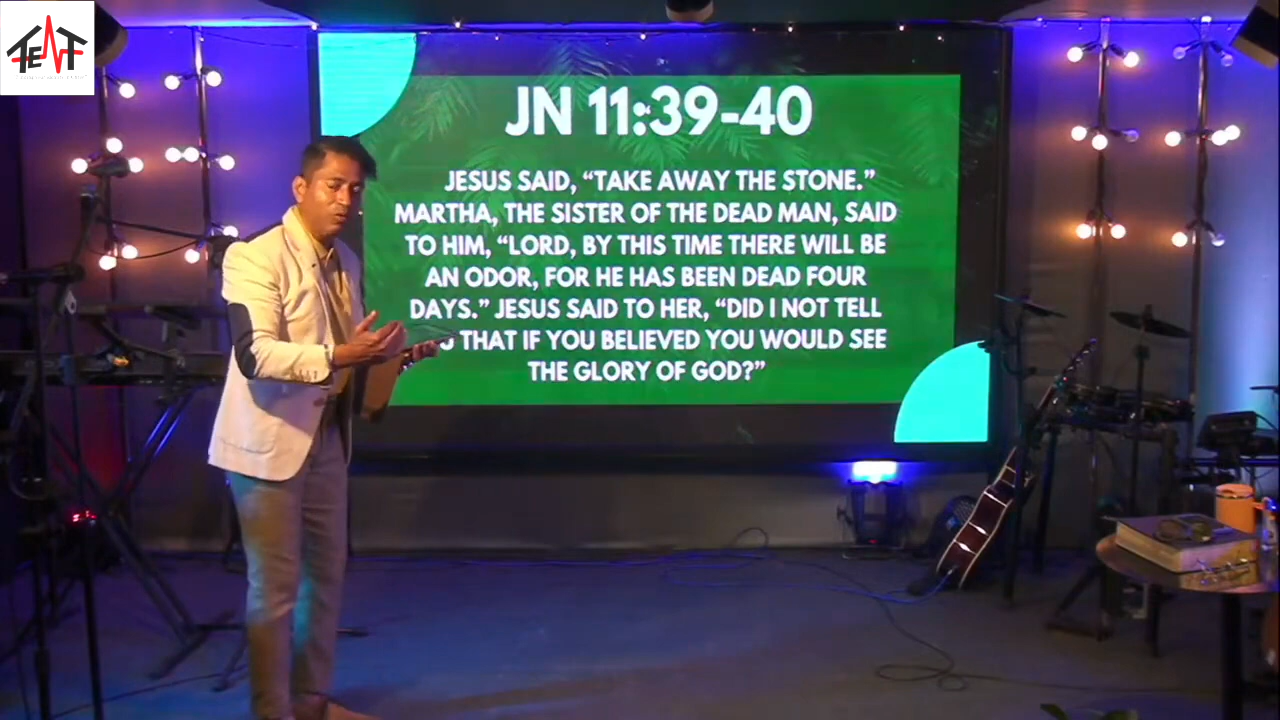 TENT
JN 11:39-40
JESUS SAID, “TAKE AWAY THE STONE.”
MARTHA, THE SISTER OF THE DEAD MAN, SAID
TO HIM, “LORD, BY THIS TIME THERE WILL BE
AN ODOR, FOR HE HAS BEEN DEAD FOUR
DAYS.” JESUS SAID TO HER, “DID I NOT TELL
THAT IF YOU BELIEVED YOU WOULD SEE
THE GLORY OF GOD?”